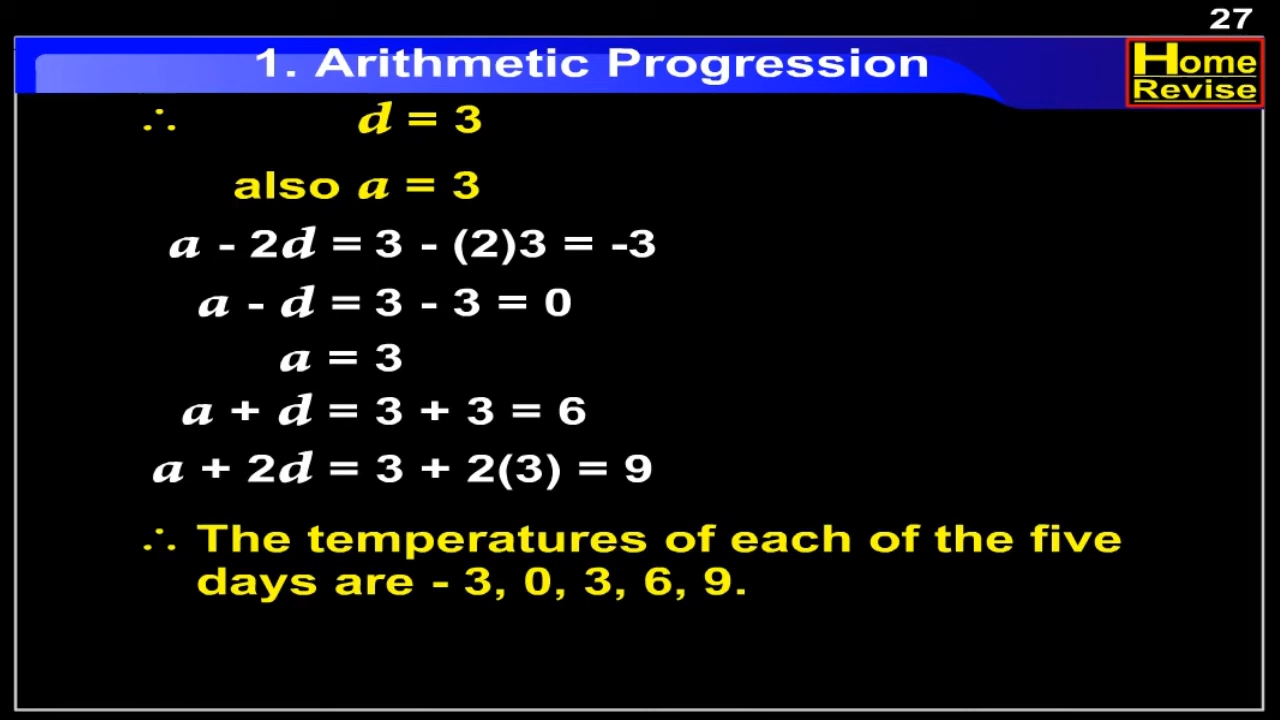 27
1. Arithmetic Progression
Home
Revise
∴ d = 3
also a = 3
a - 2d = 3 - (2)3 = -3
a - d = 3 - 3 = 0
a = 3
a + d = 3 + 3 = 6
a + 2d = 3 + 2(3) = 9
∴ The temperatures of each of the five
days are - 3, 0, 3, 6, 9.